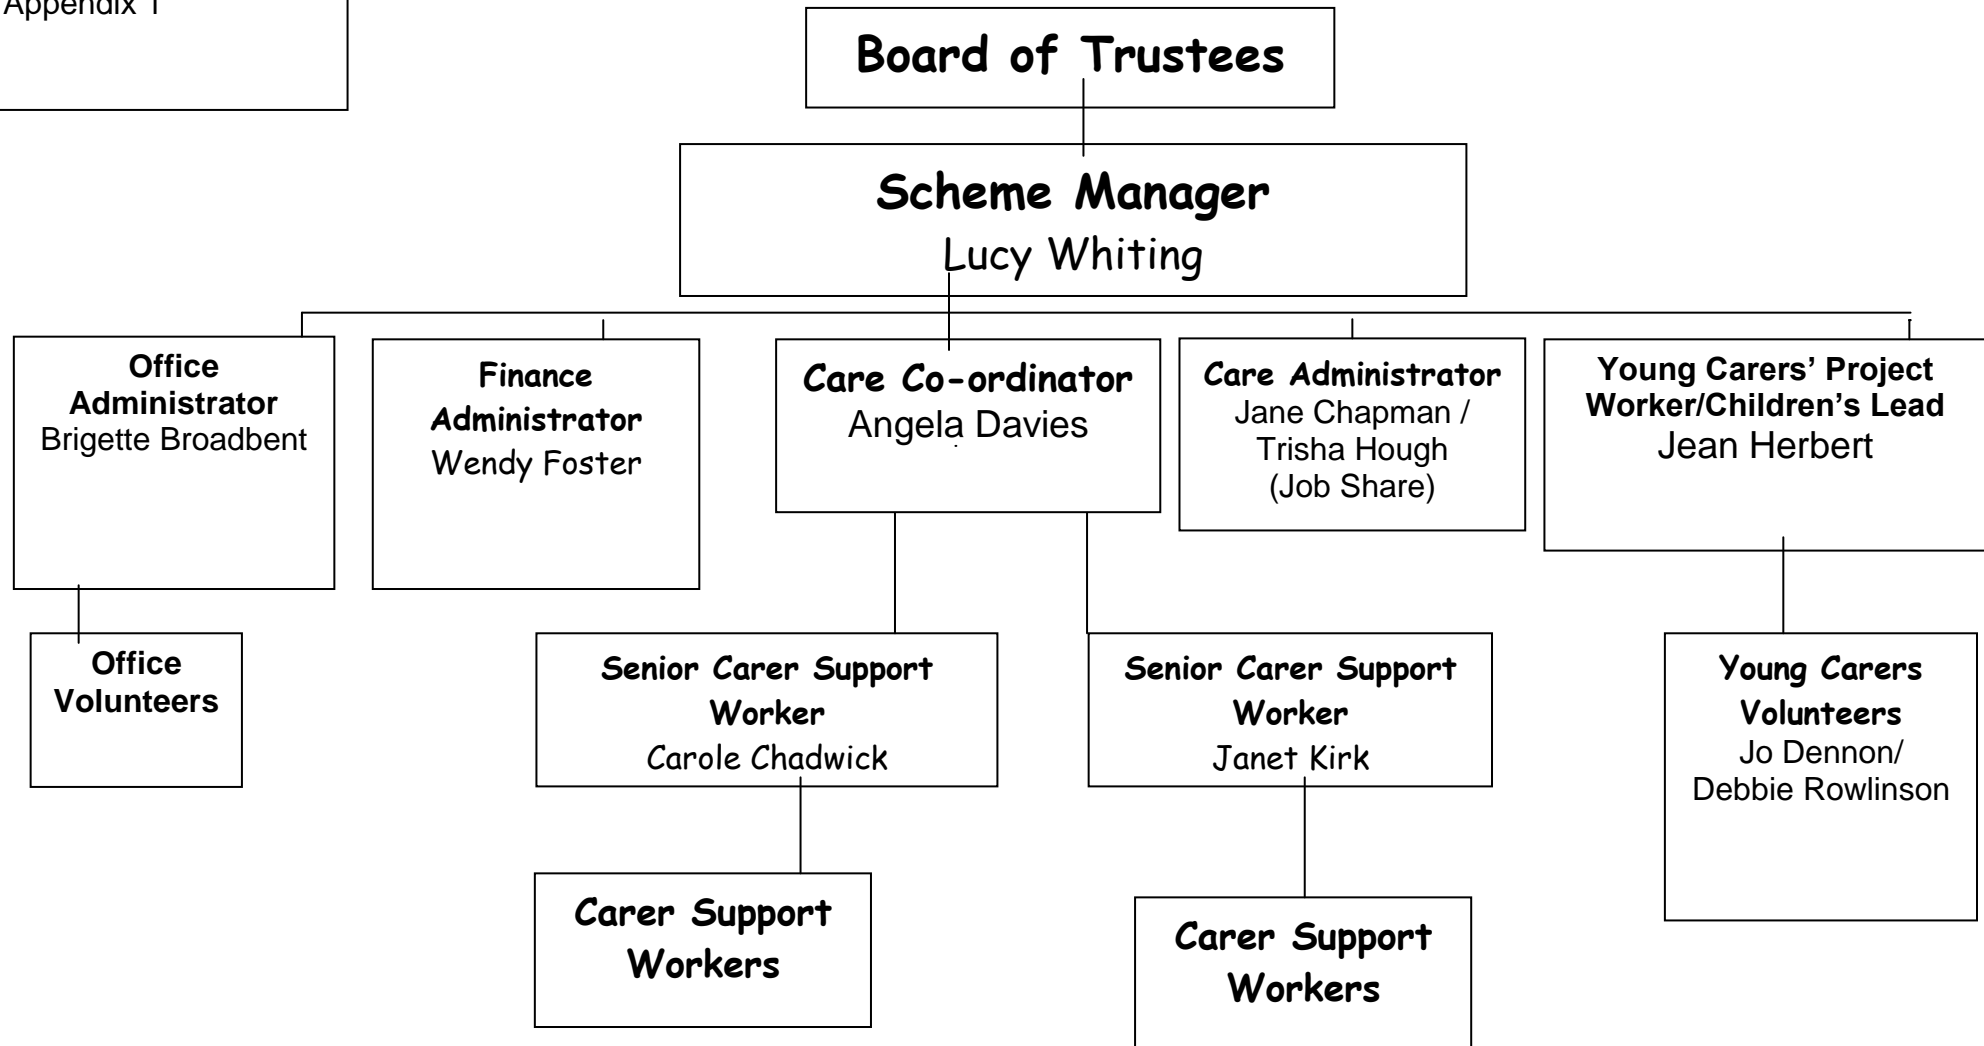 Appendix 1
Board of Trustees
Scheme Manager
Lucy Whiting
Office
Administrator
Brigette Broadbent
Finance
Administrator
Wendy Foster
Care Co-ordinator
Angela Davies
Care Administrator
Jane Chapman /
Trisha Hough
(Job Share)
Young Carers’ Project
Worker/Children’s Lead
Jean Herbert
Office
Volunteers
Senior Carer Support
Worker
Carole Chadwick
Senior Carer Support
Worker
Janet Kirk
Young Carers
Volunteers
Jo Dennon/
Debbie Rowlinson
Carer Support
Workers
Carer Support
Workers